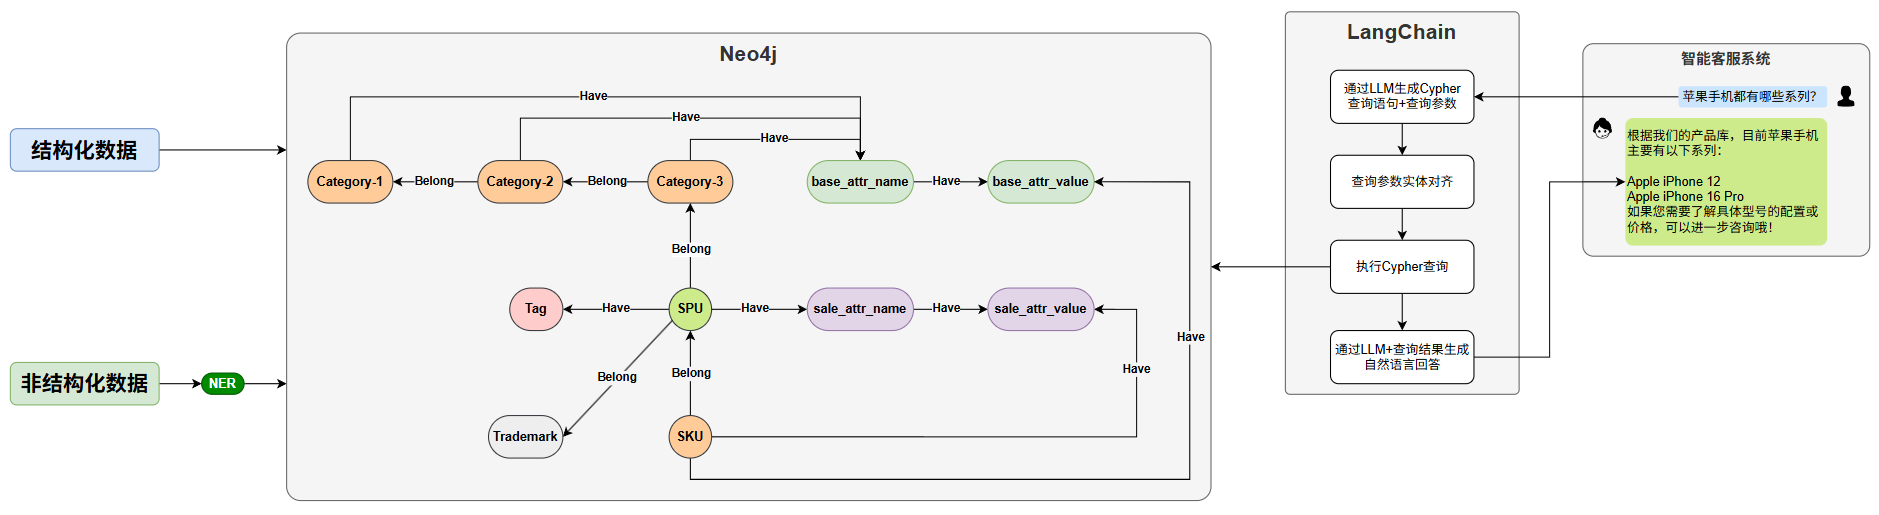 结构化数据
非结构化数据
NER
Neo4j
Have
Have
Have
Category-1
Belong
Category-2
Belong
Category-3
base_attr_name
Have
base_attr_value
Belong
Tag
Have
SPU
Have
sale_attr_name
Have
sale_attr_value
Have
Belong
Belong
Have
Trademark
SKU
LangChain
通过LLM生成Cypher
查询语句+查询参数
查询参数实体对齐
执行Cypher查询
通过LLM+查询结果生成
自然语言回答
智能客服系统
苹果手机都有哪些系列?
根据我们的产品库，目前苹果手机
主要有以下系列：
Apple iPhone 12
Apple iPhone 16 Pro
如果您需要了解具体型号的配置或
价格，可以进一步咨询哦！